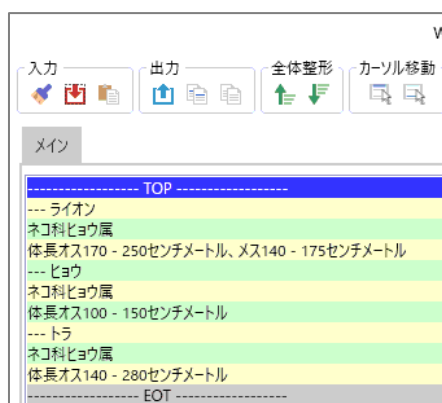 W
入力 出力 全体整形 カーソル移動
メイン
------------------ TOP ------------------
--- ライオン
ネコ科ヒョウ属
体長オス170 - 250センチメートル、メス140 - 175センチメートル
--- ヒョウ
ネコ科ヒョウ属
体長オス100 - 150センチメートル
--- トラ
ネコ科ヒョウ属
体長オス140 - 280センチメートル
------------------ EOT ------------------